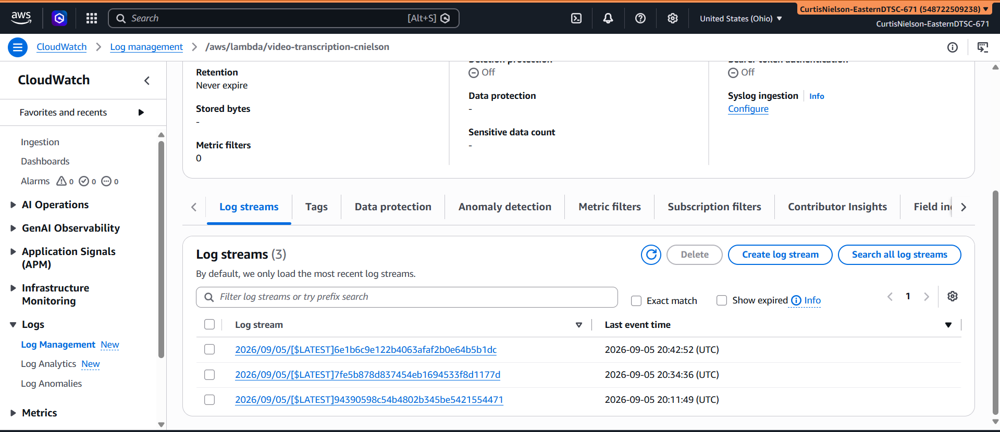 aws
Search
[Alt+S]
United States (Ohio)
CurtisNielson-EasternDTSC-671 (548722509238)
CurtisNielson-EasternDTSC-671
CloudWatch
Log management
/aws/lambda/video-transcription-cnielson
CloudWatch
Favorites and recents
Ingestion
Dashboards
Alarms 0 0 0
AI Operations
GenAI Observability
Application Signals
(APM)
Infrastructure
Monitoring
Logs
Log Management New
Log Analytics New
Log Anomalies
Metrics
Retention
Never expire
Stored bytes
-
Metric filters
0
Deletion protection
Off
Data protection
-
Sensitive data count
-
Bearer token authentication
Off
Syslog ingestion Info
Configure
Log streams
Tags
Data protection
Anomaly detection
Metric filters
Subscription filters
Contributor Insights
Field in
Log streams (3)
Delete
Create log stream
Search all log streams
By default, we only load the most recent log streams.
Filter log streams or try prefix search
Exact match
Show expired Info
1
Log stream
Last event time
2026/09/05/[$LATEST]6e1b6c9e122b4063afaf2b0e64b5b1dc
2026-09-05 20:42:52 (UTC)
2026/09/05/[$LATEST]7fe5b878d837454eb1694533f8d1177d
2026-09-05 20:34:36 (UTC)
2026/09/05/[$LATEST]94390598c54b4802b345be5421554471
2026-09-05 20:11:49 (UTC)